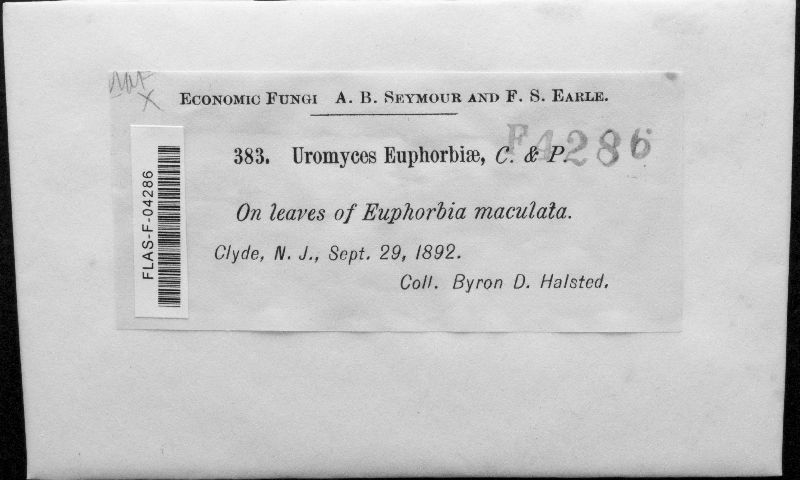 ECONOMIC FUNGI A. B. SEYMOUR AND F. S. EARLE.
383. Uromyces Euphorbiæ, C. & P.
F4286
On leaves of Euphorbia maculata.
Clyde, N. J., Sept. 29, 1892.
Coll. Byron D. Halsted.
FLAS-F-04286